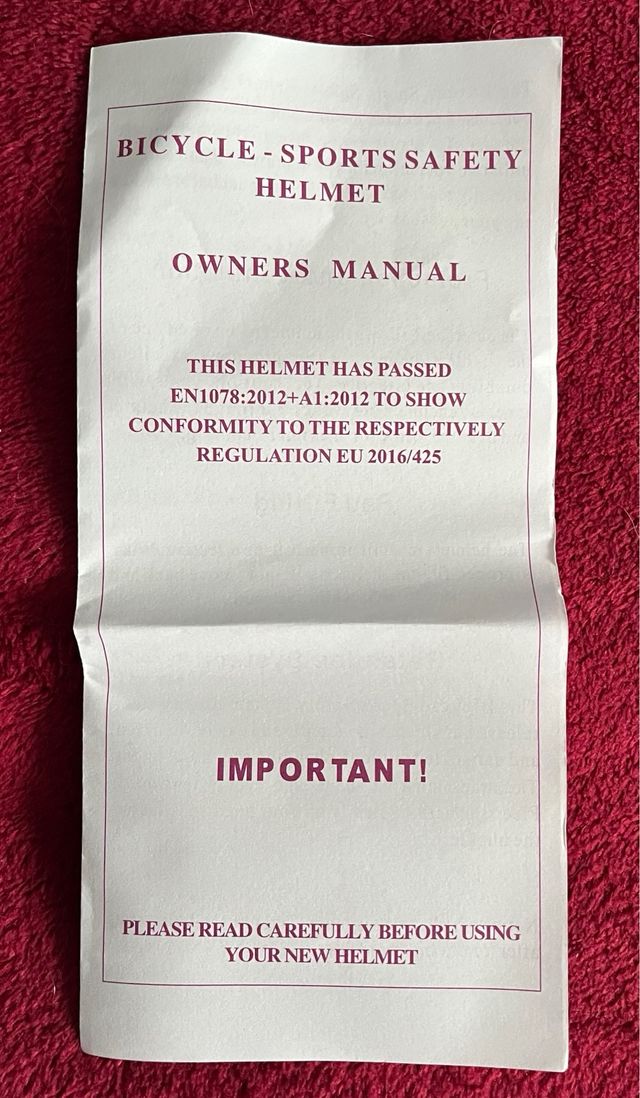 BICYCLE - SPORTS SAFETY
HELMET
OWNERS MANUAL
THIS HELMET HAS PASSED
EN1078:2012+A1:2012 TO SHOW
CONFORMITY TO THE RESPECTIVELY
REGULATION EU 2016/425
IMPORTANT!
PLEASE READ CAREFULLY BEFORE USING
YOUR NEW HELMET